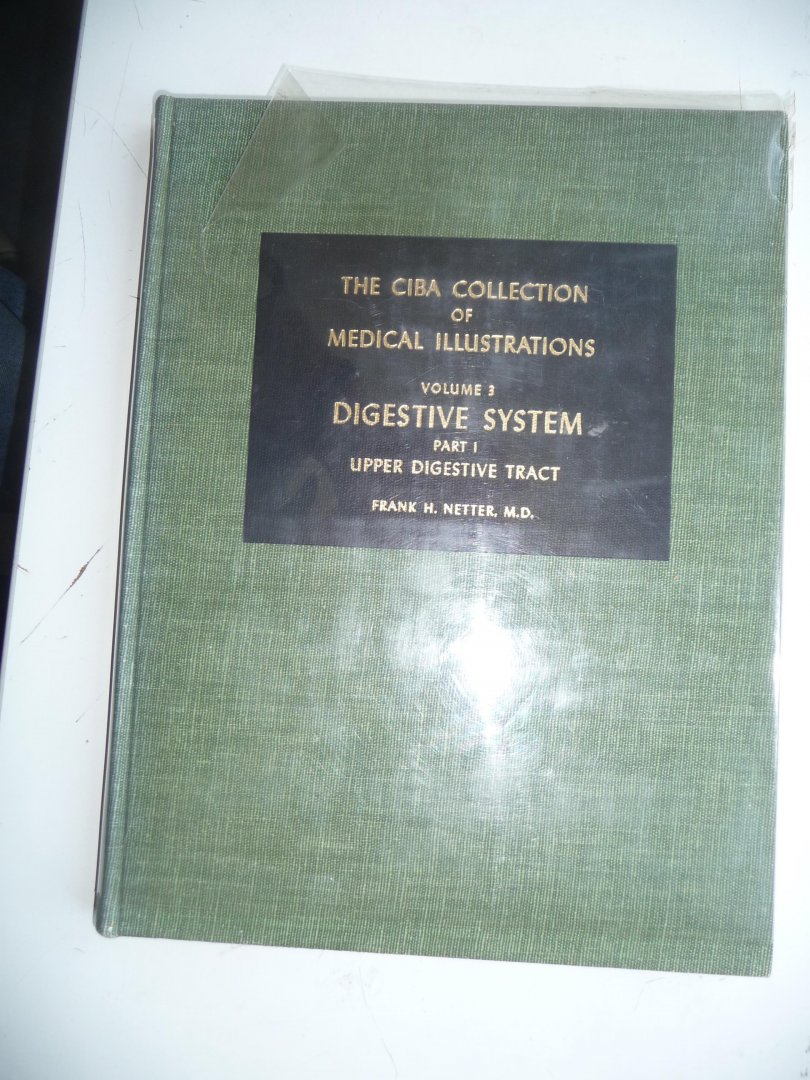 THE CIBA COLLECTION
OF
MEDICAL ILLUSTRATIONS
VOLUME 3
DIGESTIVE SYSTEM
PART I
UPPER DIGESTIVE TRACT
FRANK H. NETTER, M.D.